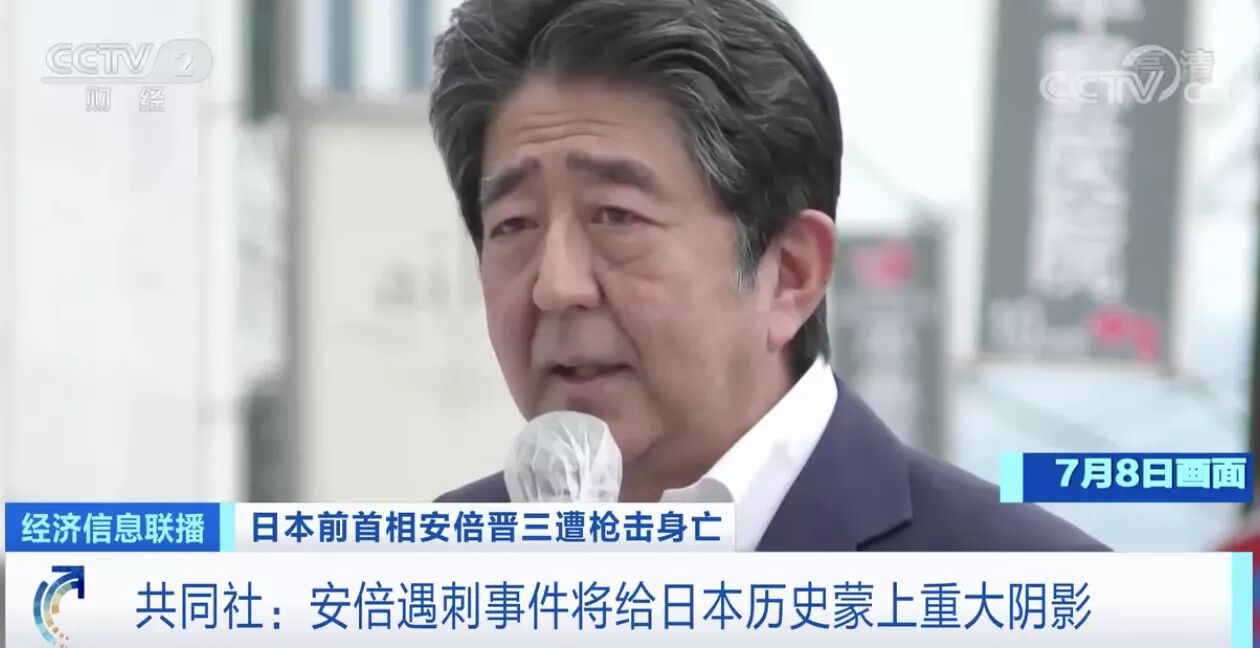 CCTV 2
财经
高清
CCTV
7月8日画面
经济信息联播
日本前首相安倍晋三遭枪击身亡
共同社：安倍遇刺事件将给日本历史蒙上重大阴影